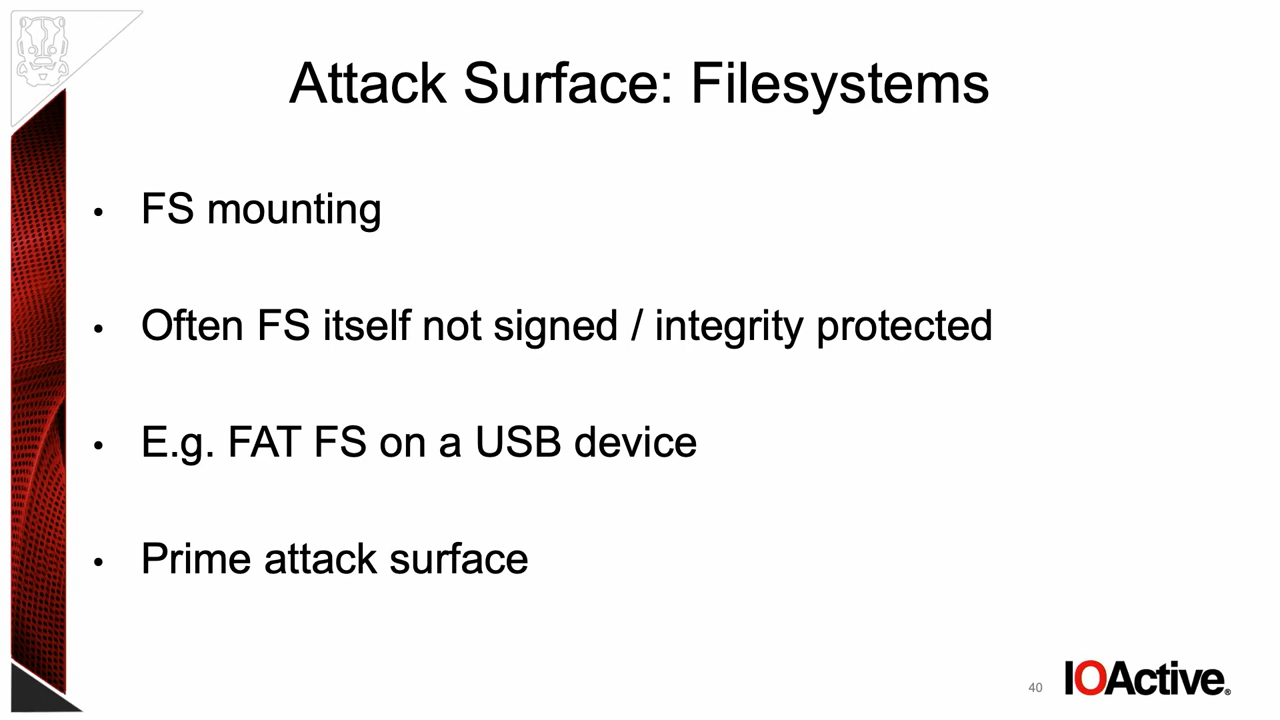 Attack Surface: Filesystems
• FS mounting
• Often FS itself not signed / integrity protected
• E.g. FAT FS on a USB device
• Prime attack surface
40
IOActive®